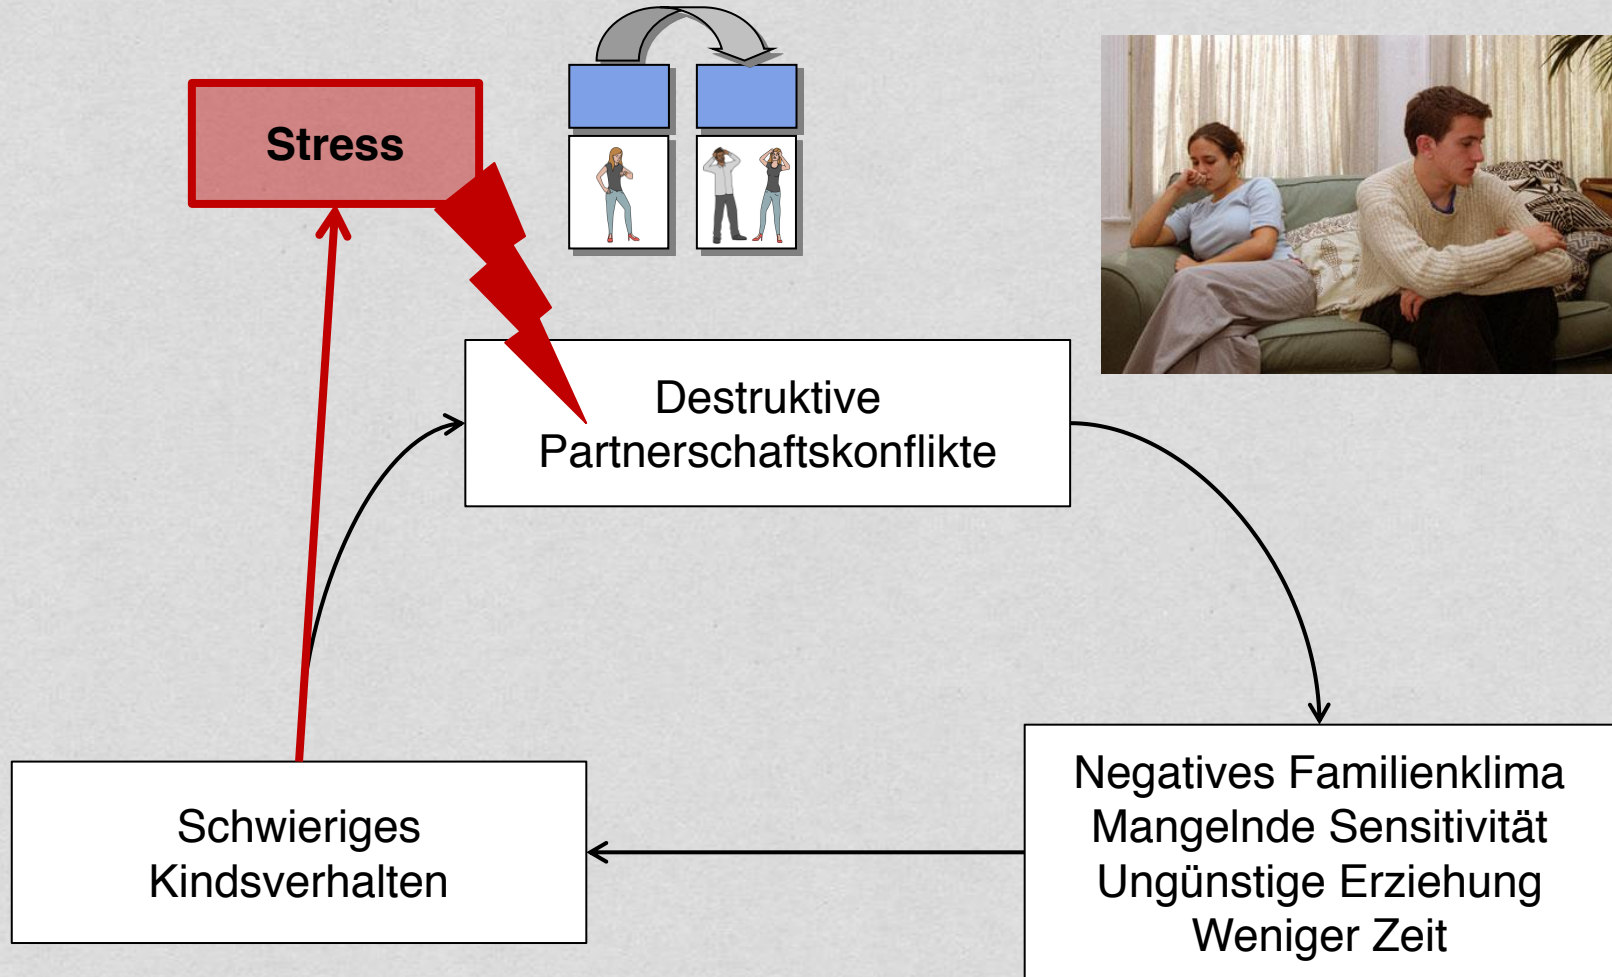 Stress
Destruktive
Partnerschaftskonflikte
Schwieriges
Kindsverhalten
Negatives Familienklima
Mangelnde Sensitivität
Ungünstige Erziehung
Weniger Zeit